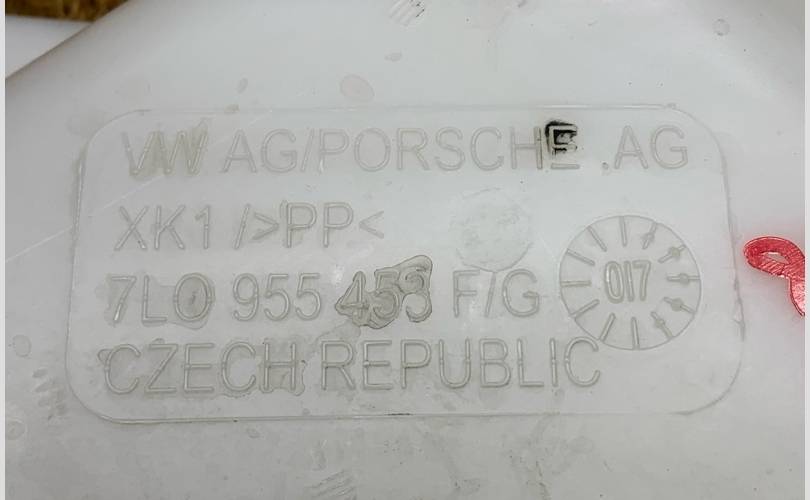 VW AG/PORSCHE AG
XK1 />PP<
7L0 955 453 F/G
017
CZECH REPUBLIC